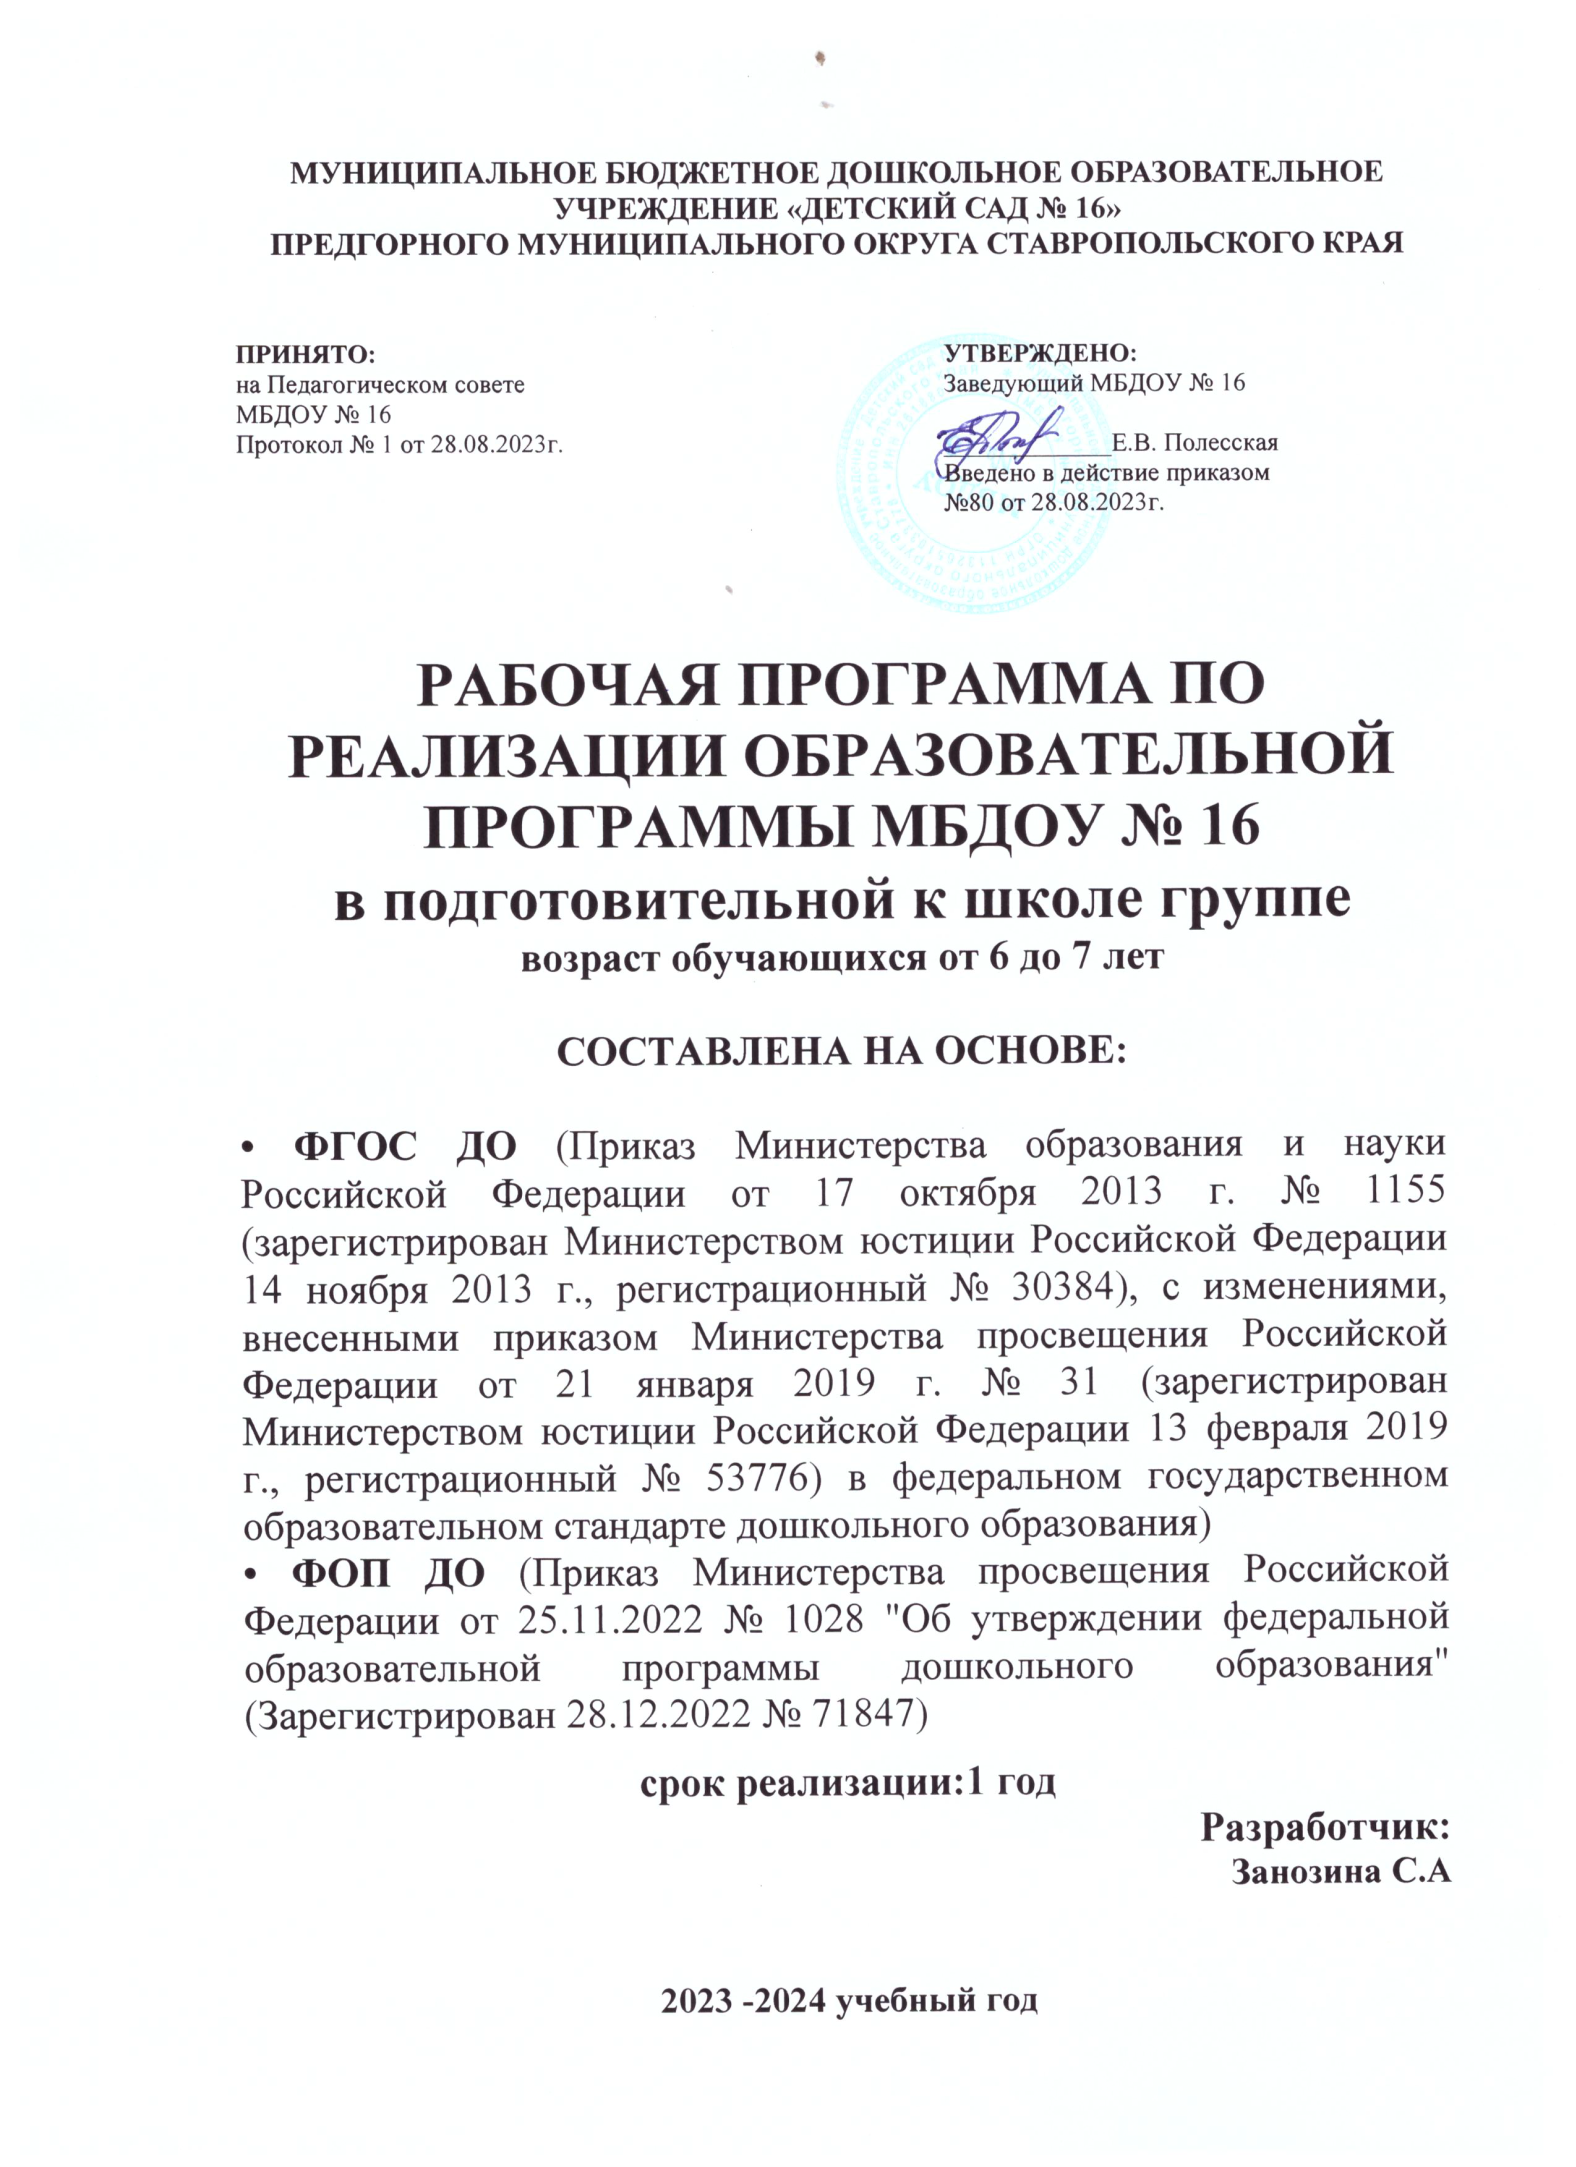 МУНИЦИПАЛЬНОЕ БЮДЖЕТНОЕ ДОШКОЛЬНОЕ ОБРАЗОВАТЕЛЬНОЕ
УЧРЕЖДЕНИЕ «ДЕТСКИЙ САД № 16»
ПРЕДГОРНОГО МУНИЦИПАЛЬНОГО ОКРУГА СТАВРОПОЛЬСКОГО КРАЯ
ПРИНЯТО:
на Педагогическом совете
МБДОУ № 16
Протокол № 1 от 28.08.2023г.
УТВЕРЖДЕНО:
Заведующий МБДОУ № 16
Е.В. Полесская
Введено в действие приказом
№80 от 28.08.2023г.
РАБОЧАЯ ПРОГРАММА ПО
РЕАЛИЗАЦИИ ОБРАЗОВАТЕЛЬНОЙ
ПРОГРАММЫ МБДОУ № 16
в подготовительной к школе группе
возраст обучающихся от 6 до 7 лет
СОСТАВЛЕНА НА ОСНОВЕ:
• ФГОС ДО (Приказ Министерства образования и науки
Российской Федерации от 17 октября 2013 г. № 1155
(зарегистрирован Министерством юстиции Российской Федерации
14 ноября 2013 г., регистрационный № 30384), с изменениями,
внесенными приказом Министерства просвещения Российской
Федерации от 21 января 2019 г. № 31 (зарегистрирован
Министерством юстиции Российской Федерации 13 февраля 2019
г., регистрационный № 53776) в федеральном государственном
образовательном стандарте дошкольного образования)
• ФОП ДО (Приказ Министерства просвещения Российской
Федерации от 25.11.2022 № 1028 "Об утверждении федеральной
образовательной программы дошкольного образования"
(Зарегистрирован 28.12.2022 № 71847)
срок реализации:1 год
Разработчик:
Занозина С.А
2023 -2024 учебный год